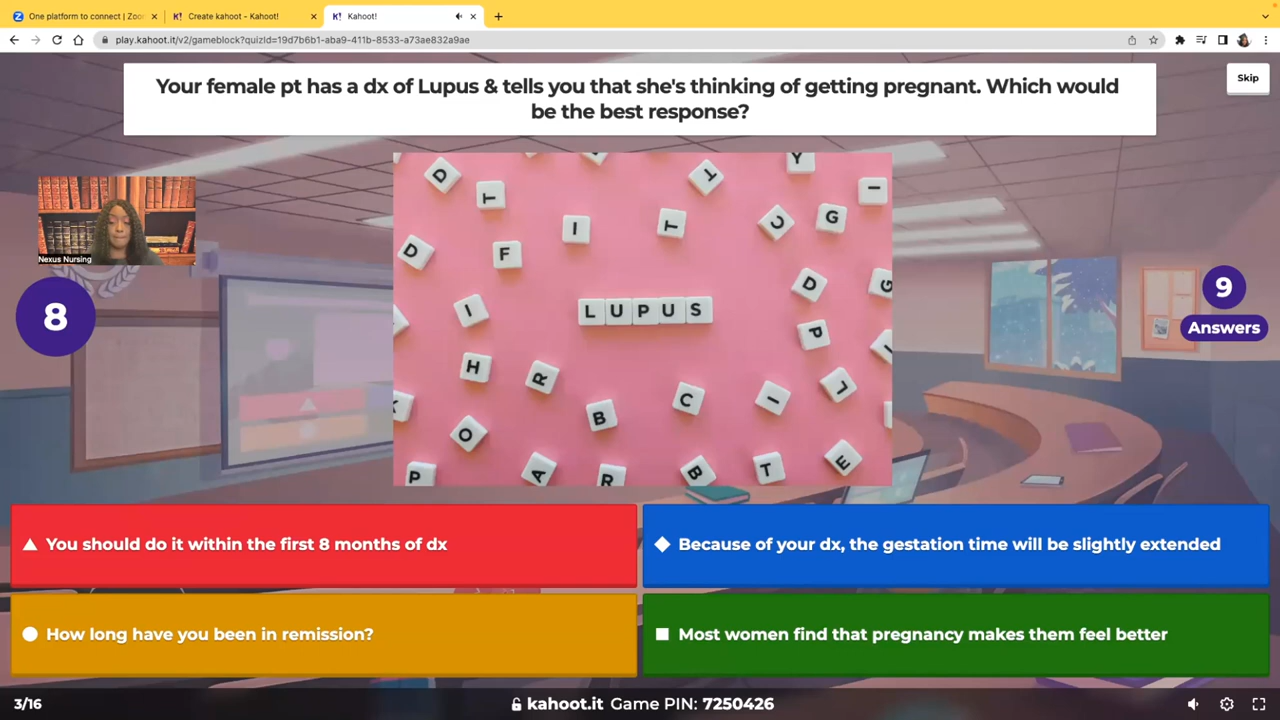 One platform to connect | Zoo
Create kahoot - Kahoot!
Kahoot!
play.kahoot.it/v2/gameblock?quizId=19d7b6b1-aba9-411b-8533-a73ae832a9ae
Your female pt has a dx of Lupus & tells you that she's thinking of getting pregnant. Which would
be the best response?
Skip
D
T
I
T
T
Y
I
C
G
D
F
D
G
I
LUPUS
P
I
H
R
B
C
I
L
O
P
A
R
B
T
E
Nexus Nursing
8
9
Answers
You should do it within the first 8 months of dx
Because of your dx, the gestation time will be slightly extended
How long have you been in remission?
Most women find that pregnancy makes them feel better
3/16
kahoot.it Game PIN: 7250426